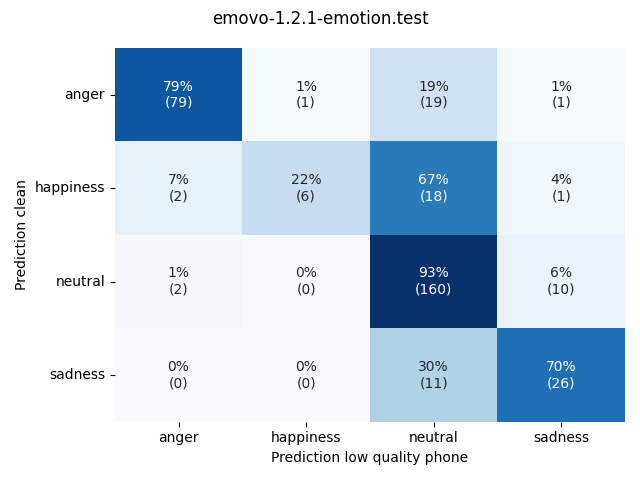 emovo-1.2.1-emotion.test
Prediction clean
anger
79%
(79)
1%
(1)
19%
(19)
1%
(1)
happiness
7%
(2)
22%
(6)
67%
(18)
4%
(1)
neutral
1%
(2)
0%
(0)
93%
(160)
6%
(10)
sadness
0%
(0)
0%
(0)
30%
(11)
70%
(26)
anger
happiness
neutral
sadness
Prediction low quality phone